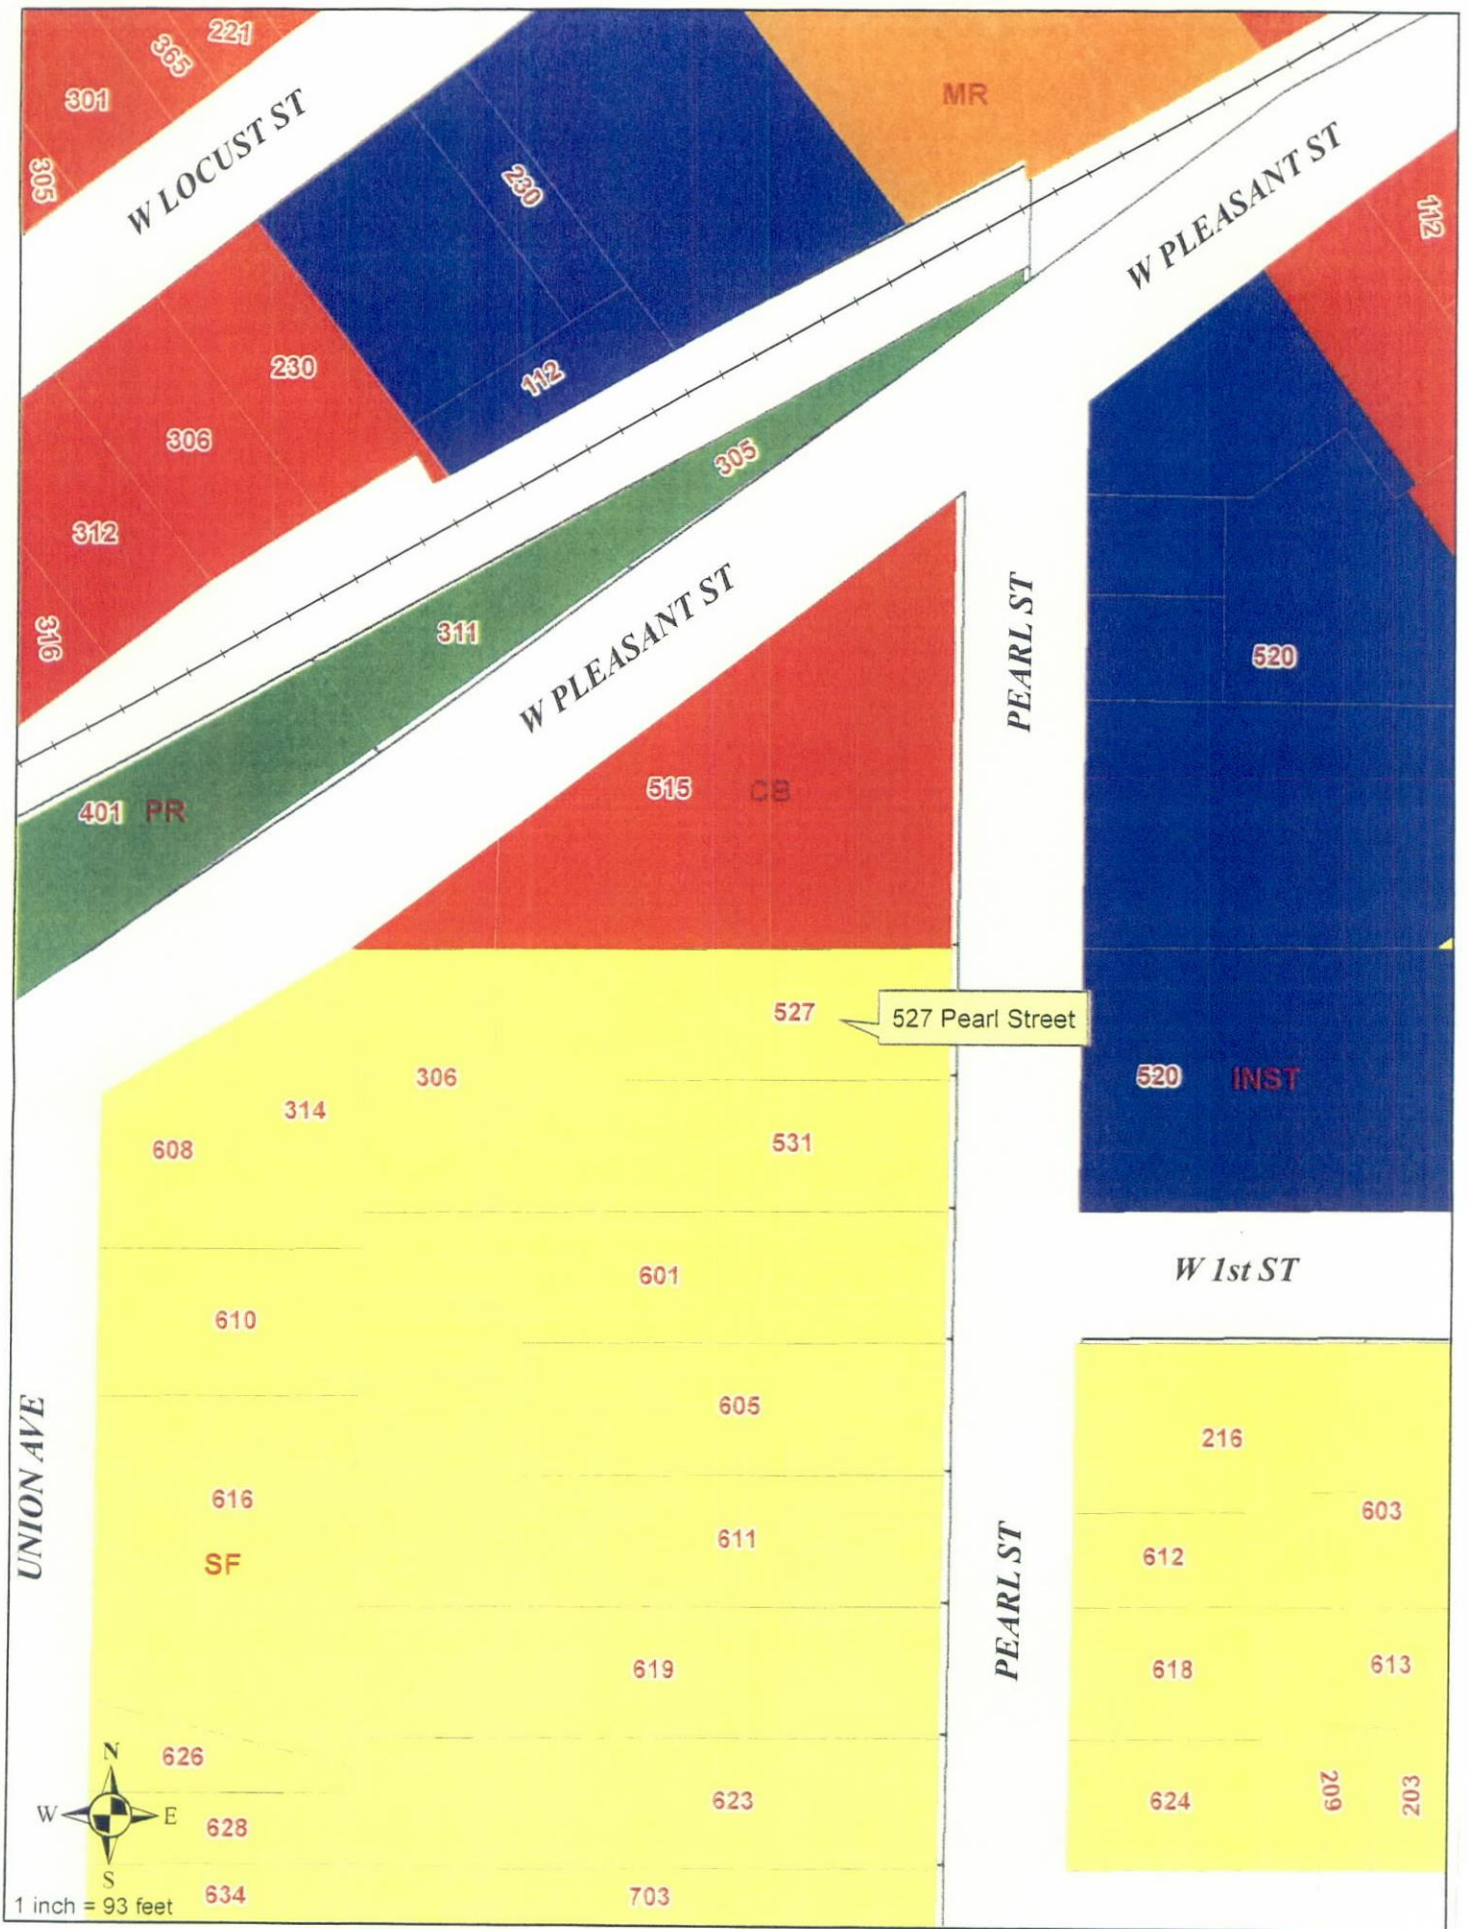 221
365
301
305
W LOCUST ST
MR
230
W PLEASANT ST
112
230
112
306
305
312
316
311
W PLEASANT ST
PEARL ST
520
515 CB
401 PR
527
527 Pearl Street
306
520 INST
314
608
531
W 1st ST
601
610
605
216
UNION AVE
616
603
611
612
SF
PEARL ST
619
618
613
626
623
624
209
203
N
W E
S
628
634
703
1 inch = 93 feet